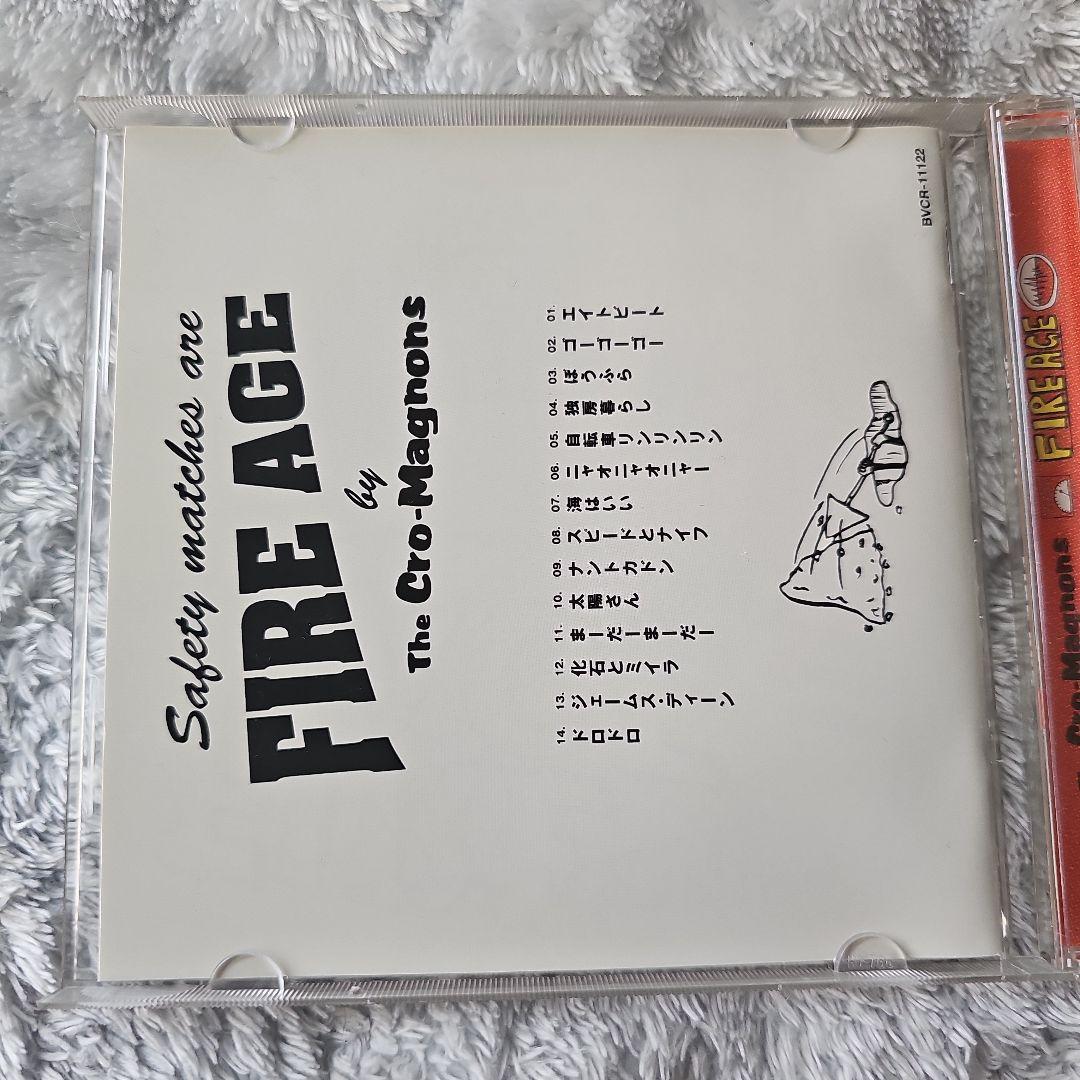 Safety matches are
FIRE AGE
by
The Cro-Magnons
01. エイトビート
02. ゴーゴーゴー
03. ぼうふら
04. 独房暮らし
05. 自転車リンリンリン
06. ニャオニャオニャー
07. 海はいい
08. スピードとナイフ
09. ナントカドン
10. 太陽さん
11. まーだーまーだー
12. 化石とミイラ
13. ジェームス・ディーン
14. ドロドロ
BVCR-11122
Cro-Magnons
FIRE AGE